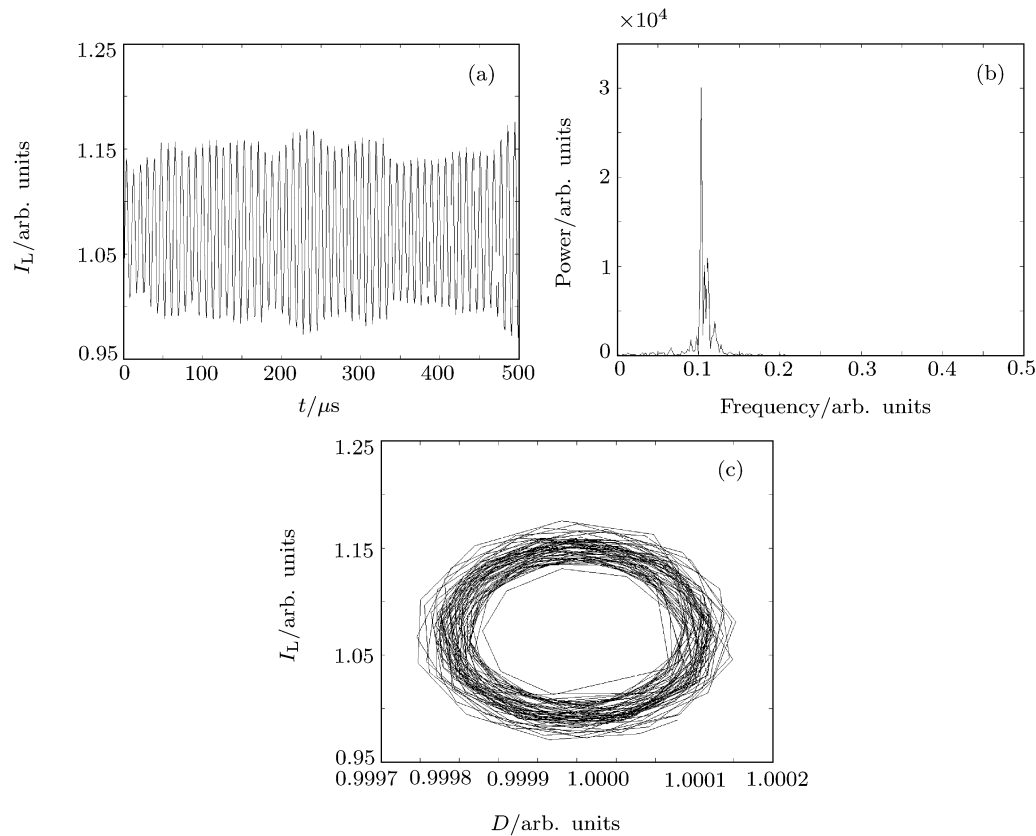 ×10⁴
1.25
1.15
1.05
0.95
I_L/arb. units
(a)
0 100 200 300 400 500
t/μs
3
2
1
0
Power/arb. units
(b)
0 0.1 0.2 0.3 0.4 0.5
Frequency/arb. units
1.25
1.15
1.05
0.95
I_L/arb. units
(c)
0.9997 0.9998 0.9999 1.0000 1.0001 1.0002
D/arb. units